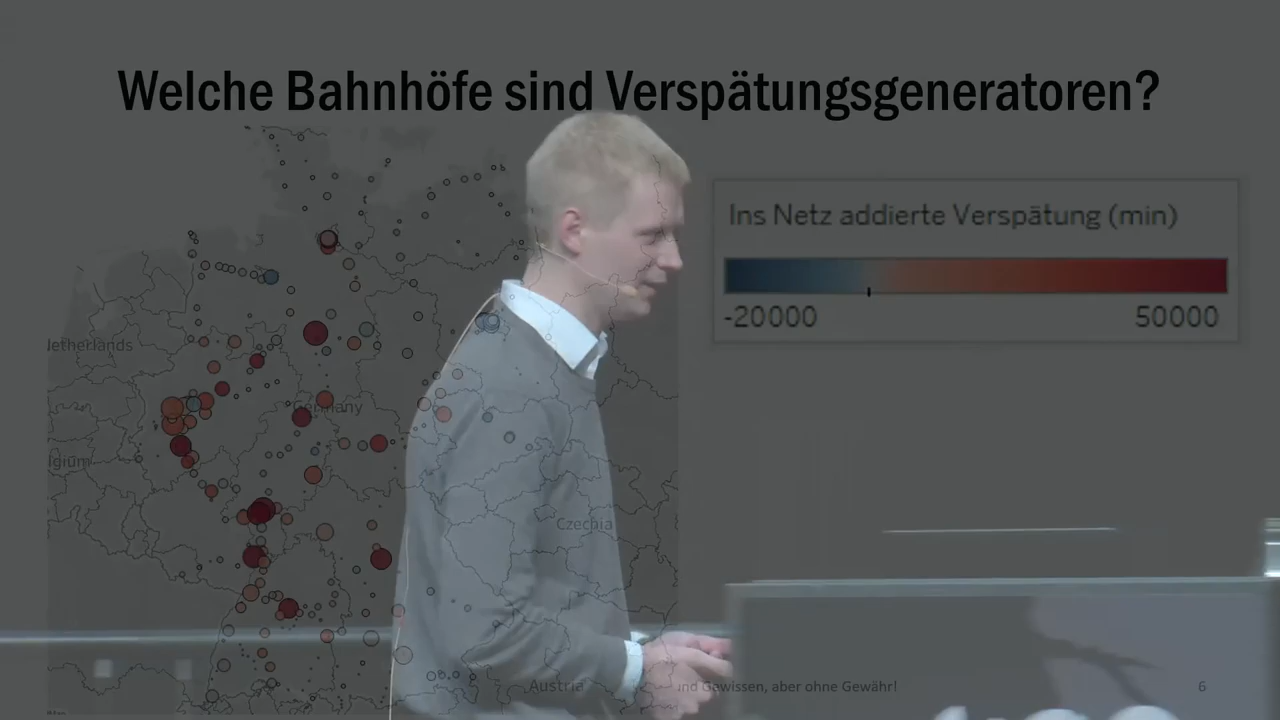 Welche Bahnhöfe sind Verspätungsgeneratoren?
Ins Netz addierte Verspätung (min)
-20000
50000
Netherlands
Germany
Czechia
Austria
Gewissen, aber ohne Gewähr!
6